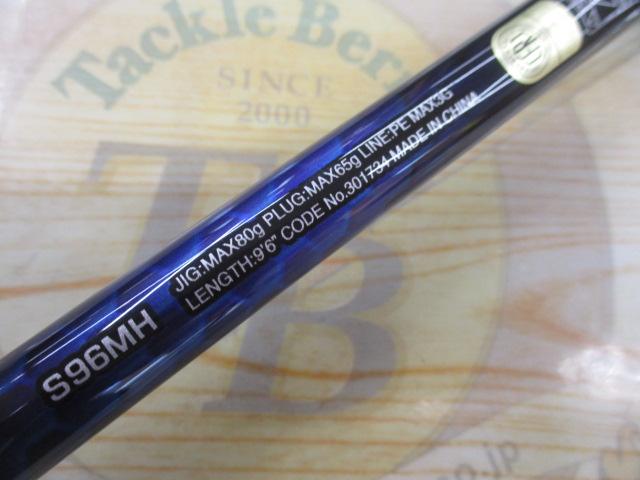 Tackle Berry
SINCE
2000
TB
JIG:MAX80g PLUG:MAX65g LINE:PE MAX3G
LENGTH:9'6" CODE No.301734 MADE IN CHINA
S96MH